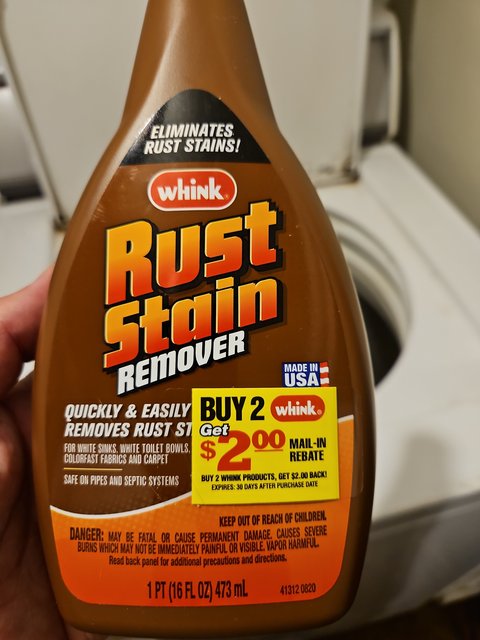 ELIMINATES
RUST STAINS!
whink
Rust
Stain
REMOVER
MADE IN
USA
QUICKLY & EASILY
REMOVES RUST ST
FOR WHITE SINKS, WHITE TOILET BOWLS,
COLORFAST FABRICS AND CARPET
SAFE ON PIPES AND SEPTIC SYSTEMS
BUY 2 whink
Get
$2.00 MAIL-IN
REBATE
BUY 2 WHINK PRODUCTS, GET $2.00 BACK!
EXPIRES: 30 DAYS AFTER PURCHASE DATE
KEEP OUT OF REACH OF CHILDREN.
DANGER: MAY BE FATAL OR CAUSE PERMANENT DAMAGE. CAUSES SEVERE
BURNS WHICH MAY NOT BE IMMEDIATELY PAINFUL OR VISIBLE. VAPOR HARMFUL.
Read back panel for additional precautions and directions.
1 PT (16 FL OZ) 473 mL
41312 0820